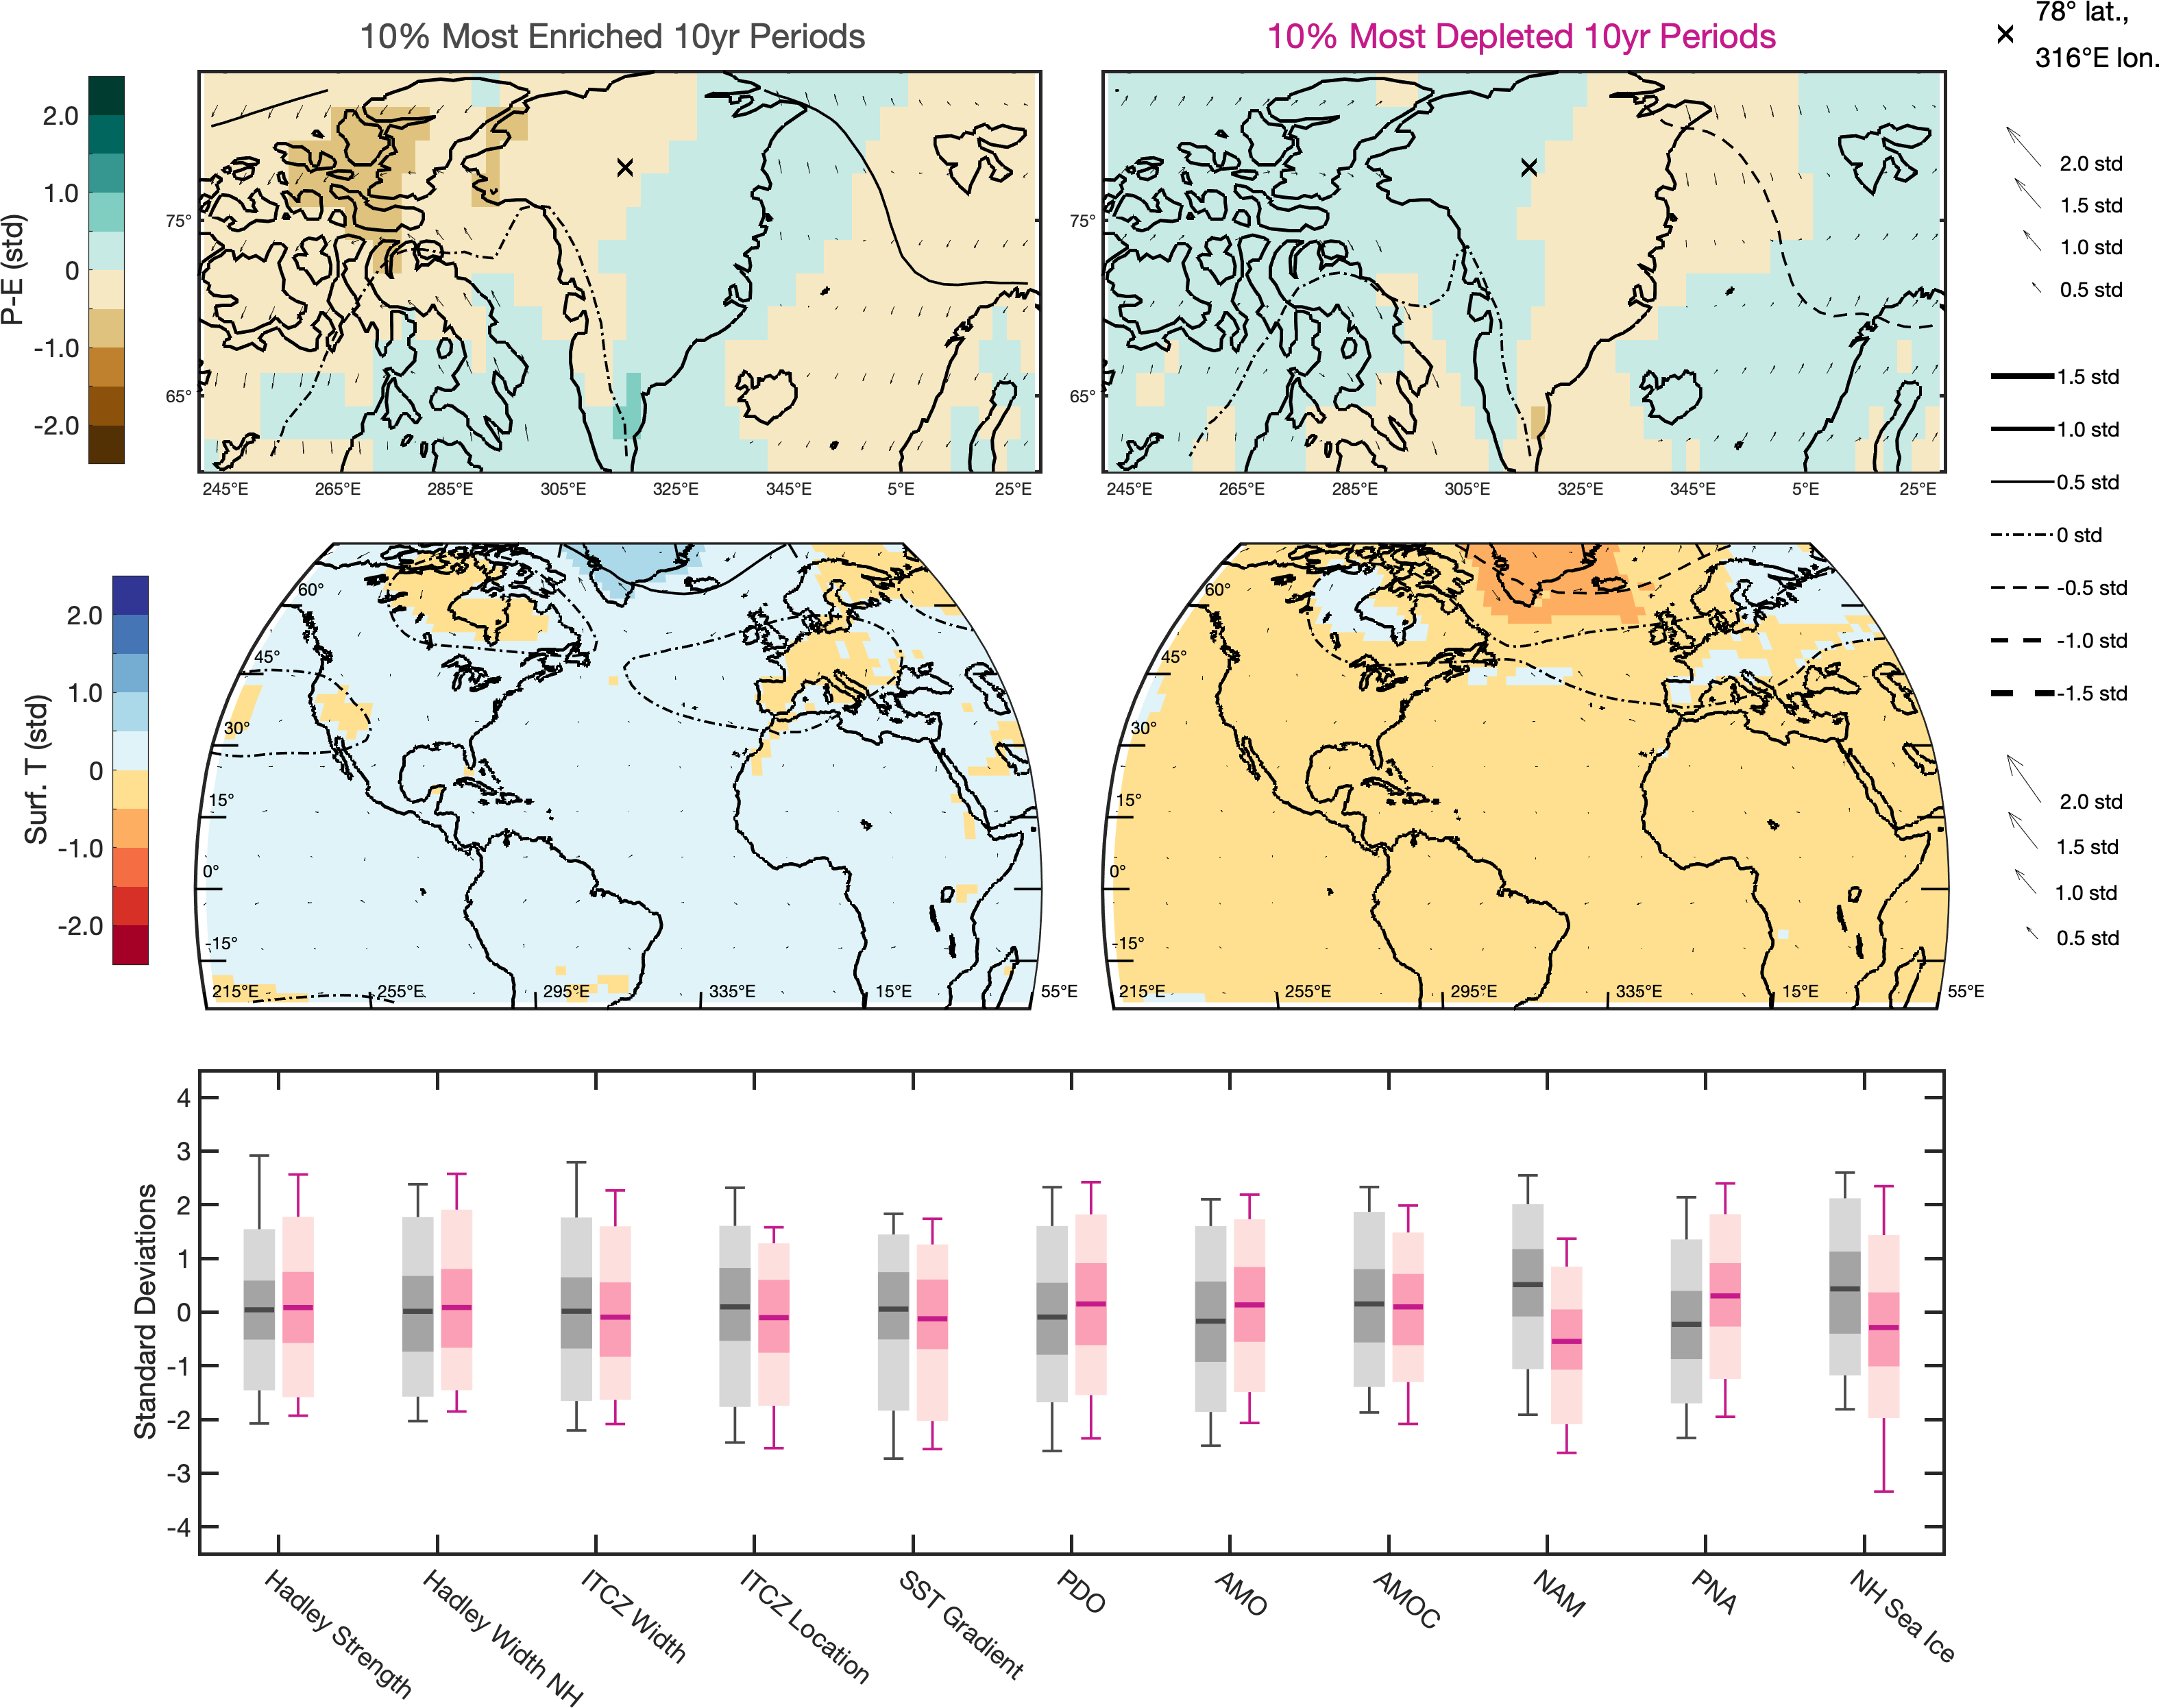 10% Most Enriched 10yr Periods
10% Most Depleted 10yr Periods
78° lat.,
316°E lon.
P-E (std)
2.0
1.0
0
-1.0
-2.0
75°
65°
245°E 265°E 285°E 305°E 325°E 345°E 5°E 25°E
75°
65°
245°E 265°E 285°E 305°E 325°E 345°E 5°E 25°E
2.0 std
1.5 std
1.0 std
0.5 std
1.5 std
1.0 std
0.5 std
0 std
-0.5 std
-1.0 std
-1.5 std
Surf. T (std)
2.0
1.0
0
-1.0
-2.0
60°
45°
30°
15°
0°
-15°
215°E 255°E 295°E 335°E 15°E 55°E
60°
45°
30°
15°
0°
-15°
215°E 255°E 295°E 335°E 15°E 55°E
2.0 std
1.5 std
1.0 std
0.5 std
Standard Deviations
4
3
2
1
0
-1
-2
-3
-4
Hadley Strength
Hadley Width NH
ITCZ Width
ITCZ Location
SST Gradient
PDO
AMO
AMOC
NAM
PNA
NH Sea Ice